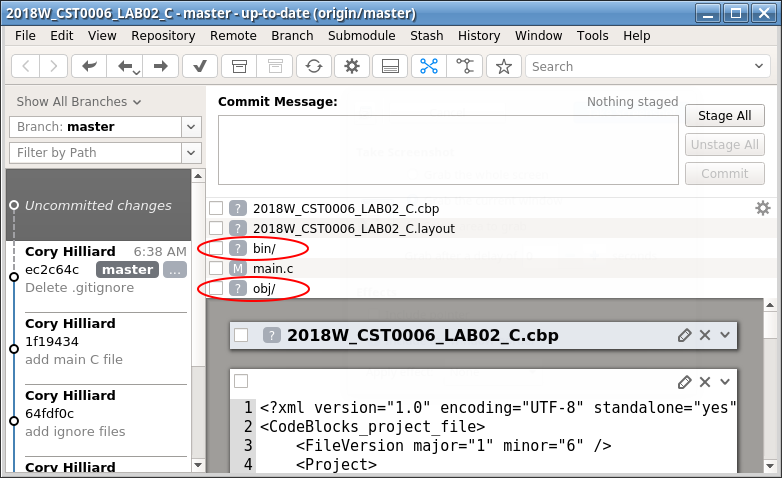 2018W_CST0006_LAB02_C - master - up-to-date (origin/master)
File Edit View Repository Remote Branch Submodule Stash History Window Tools Help
Search
Show All Branches
Branch: master
Filter by Path
Uncommitted changes
Cory Hilliard 6:38 AM
ec2c64c master ...
Delete .gitignore
Cory Hilliard
1f19434
add main C file
Cory Hilliard
64fdf0c
add ignore files
Cory Hilliard
Commit Message: Nothing staged
Stage All
Unstage All
Commit
? 2018W_CST0006_LAB02_C.cbp
? 2018W_CST0006_LAB02_C.layout
? bin/
M main.c
? obj/
? 2018W_CST0006_LAB02_C.cbp
1 <?xml version="1.0" encoding="UTF-8" standalone="yes"
2 <CodeBlocks_project_file>
3 <FileVersion major="1" minor="6" />
4 <Project>